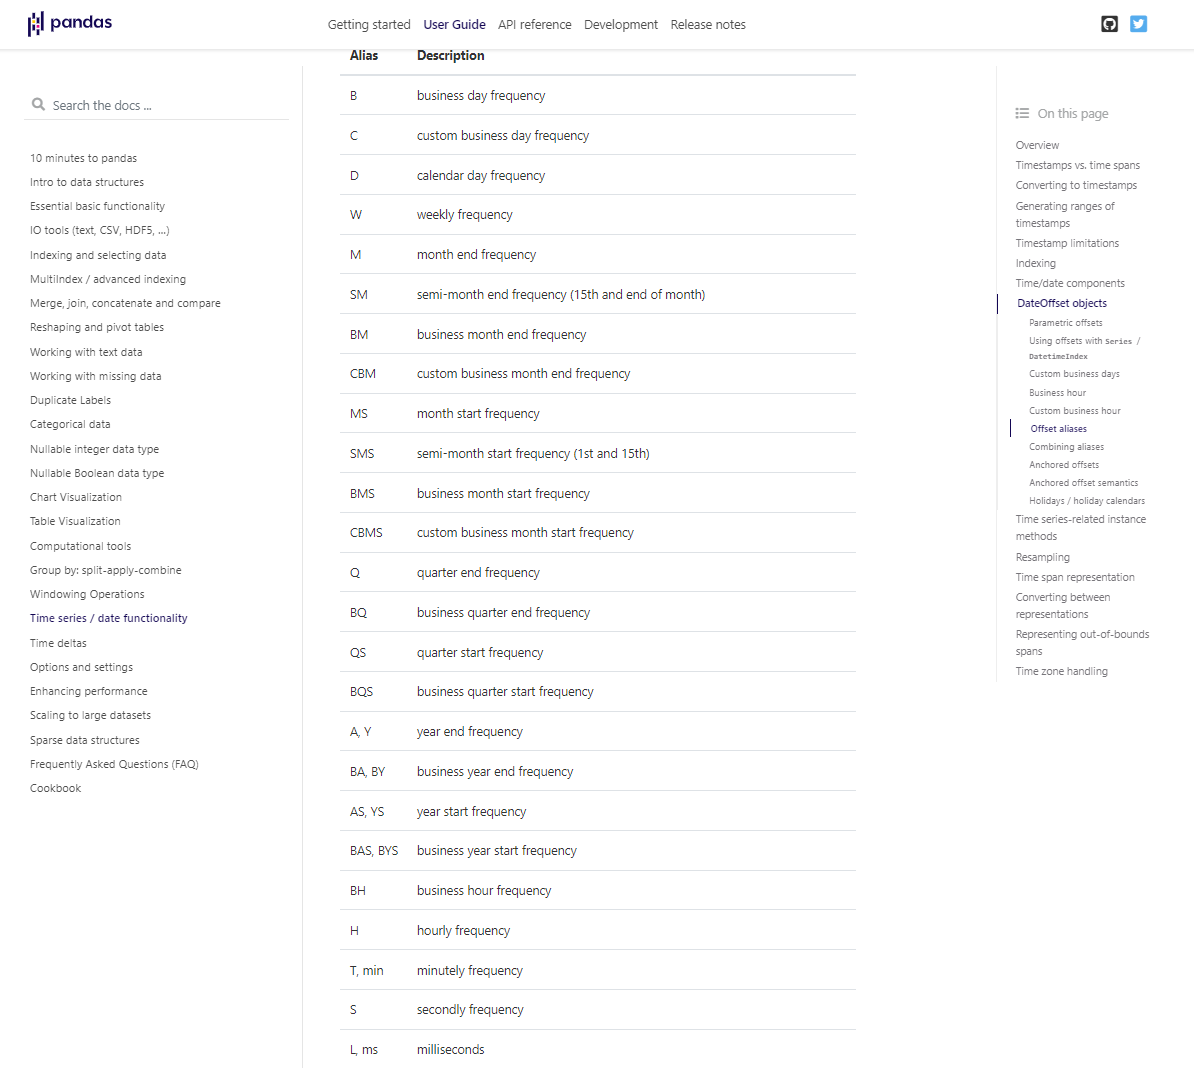 pandas
Getting started User Guide API reference Development Release notes
Search the docs ...
10 minutes to pandas
Intro to data structures
Essential basic functionality
IO tools (text, CSV, HDF5, ...)
Indexing and selecting data
MultiIndex / advanced indexing
Merge, join, concatenate and compare
Reshaping and pivot tables
Working with text data
Working with missing data
Duplicate Labels
Categorical data
Nullable integer data type
Nullable Boolean data type
Chart Visualization
Table Visualization
Computational tools
Group by: split-apply-combine
Windowing Operations
Time series / date functionality
Time deltas
Options and settings
Enhancing performance
Scaling to large datasets
Sparse data structures
Frequently Asked Questions (FAQ)
Cookbook
Alias Description
B business day frequency
C custom business day frequency
D calendar day frequency
W weekly frequency
M month end frequency
SM semi-month end frequency (15th and end of month)
BM business month end frequency
CBM custom business month end frequency
MS month start frequency
SMS semi-month start frequency (1st and 15th)
BMS business month start frequency
CBMS custom business month start frequency
Q quarter end frequency
BQ business quarter end frequency
QS quarter start frequency
BQS business quarter start frequency
A, Y year end frequency
BA, BY business year end frequency
AS, YS year start frequency
BAS, BYS business year start frequency
BH business hour frequency
H hourly frequency
T, min minutely frequency
S secondly frequency
L, ms milliseconds
On this page
Overview
Timestamps vs. time spans
Converting to timestamps
Generating ranges of
timestamps
Timestamp limitations
Indexing
Time/date components
DateOffset objects
Parametric offsets
Using offsets with Series /
DatetimeIndex
Custom business days
Business hour
Custom business hour
Offset aliases
Combining aliases
Anchored offsets
Anchored offset semantics
Holidays / holiday calendars
Time series-related instance
methods
Resampling
Time span representation
Converting between
representations
Representing out-of-bounds
spans
Time zone handling